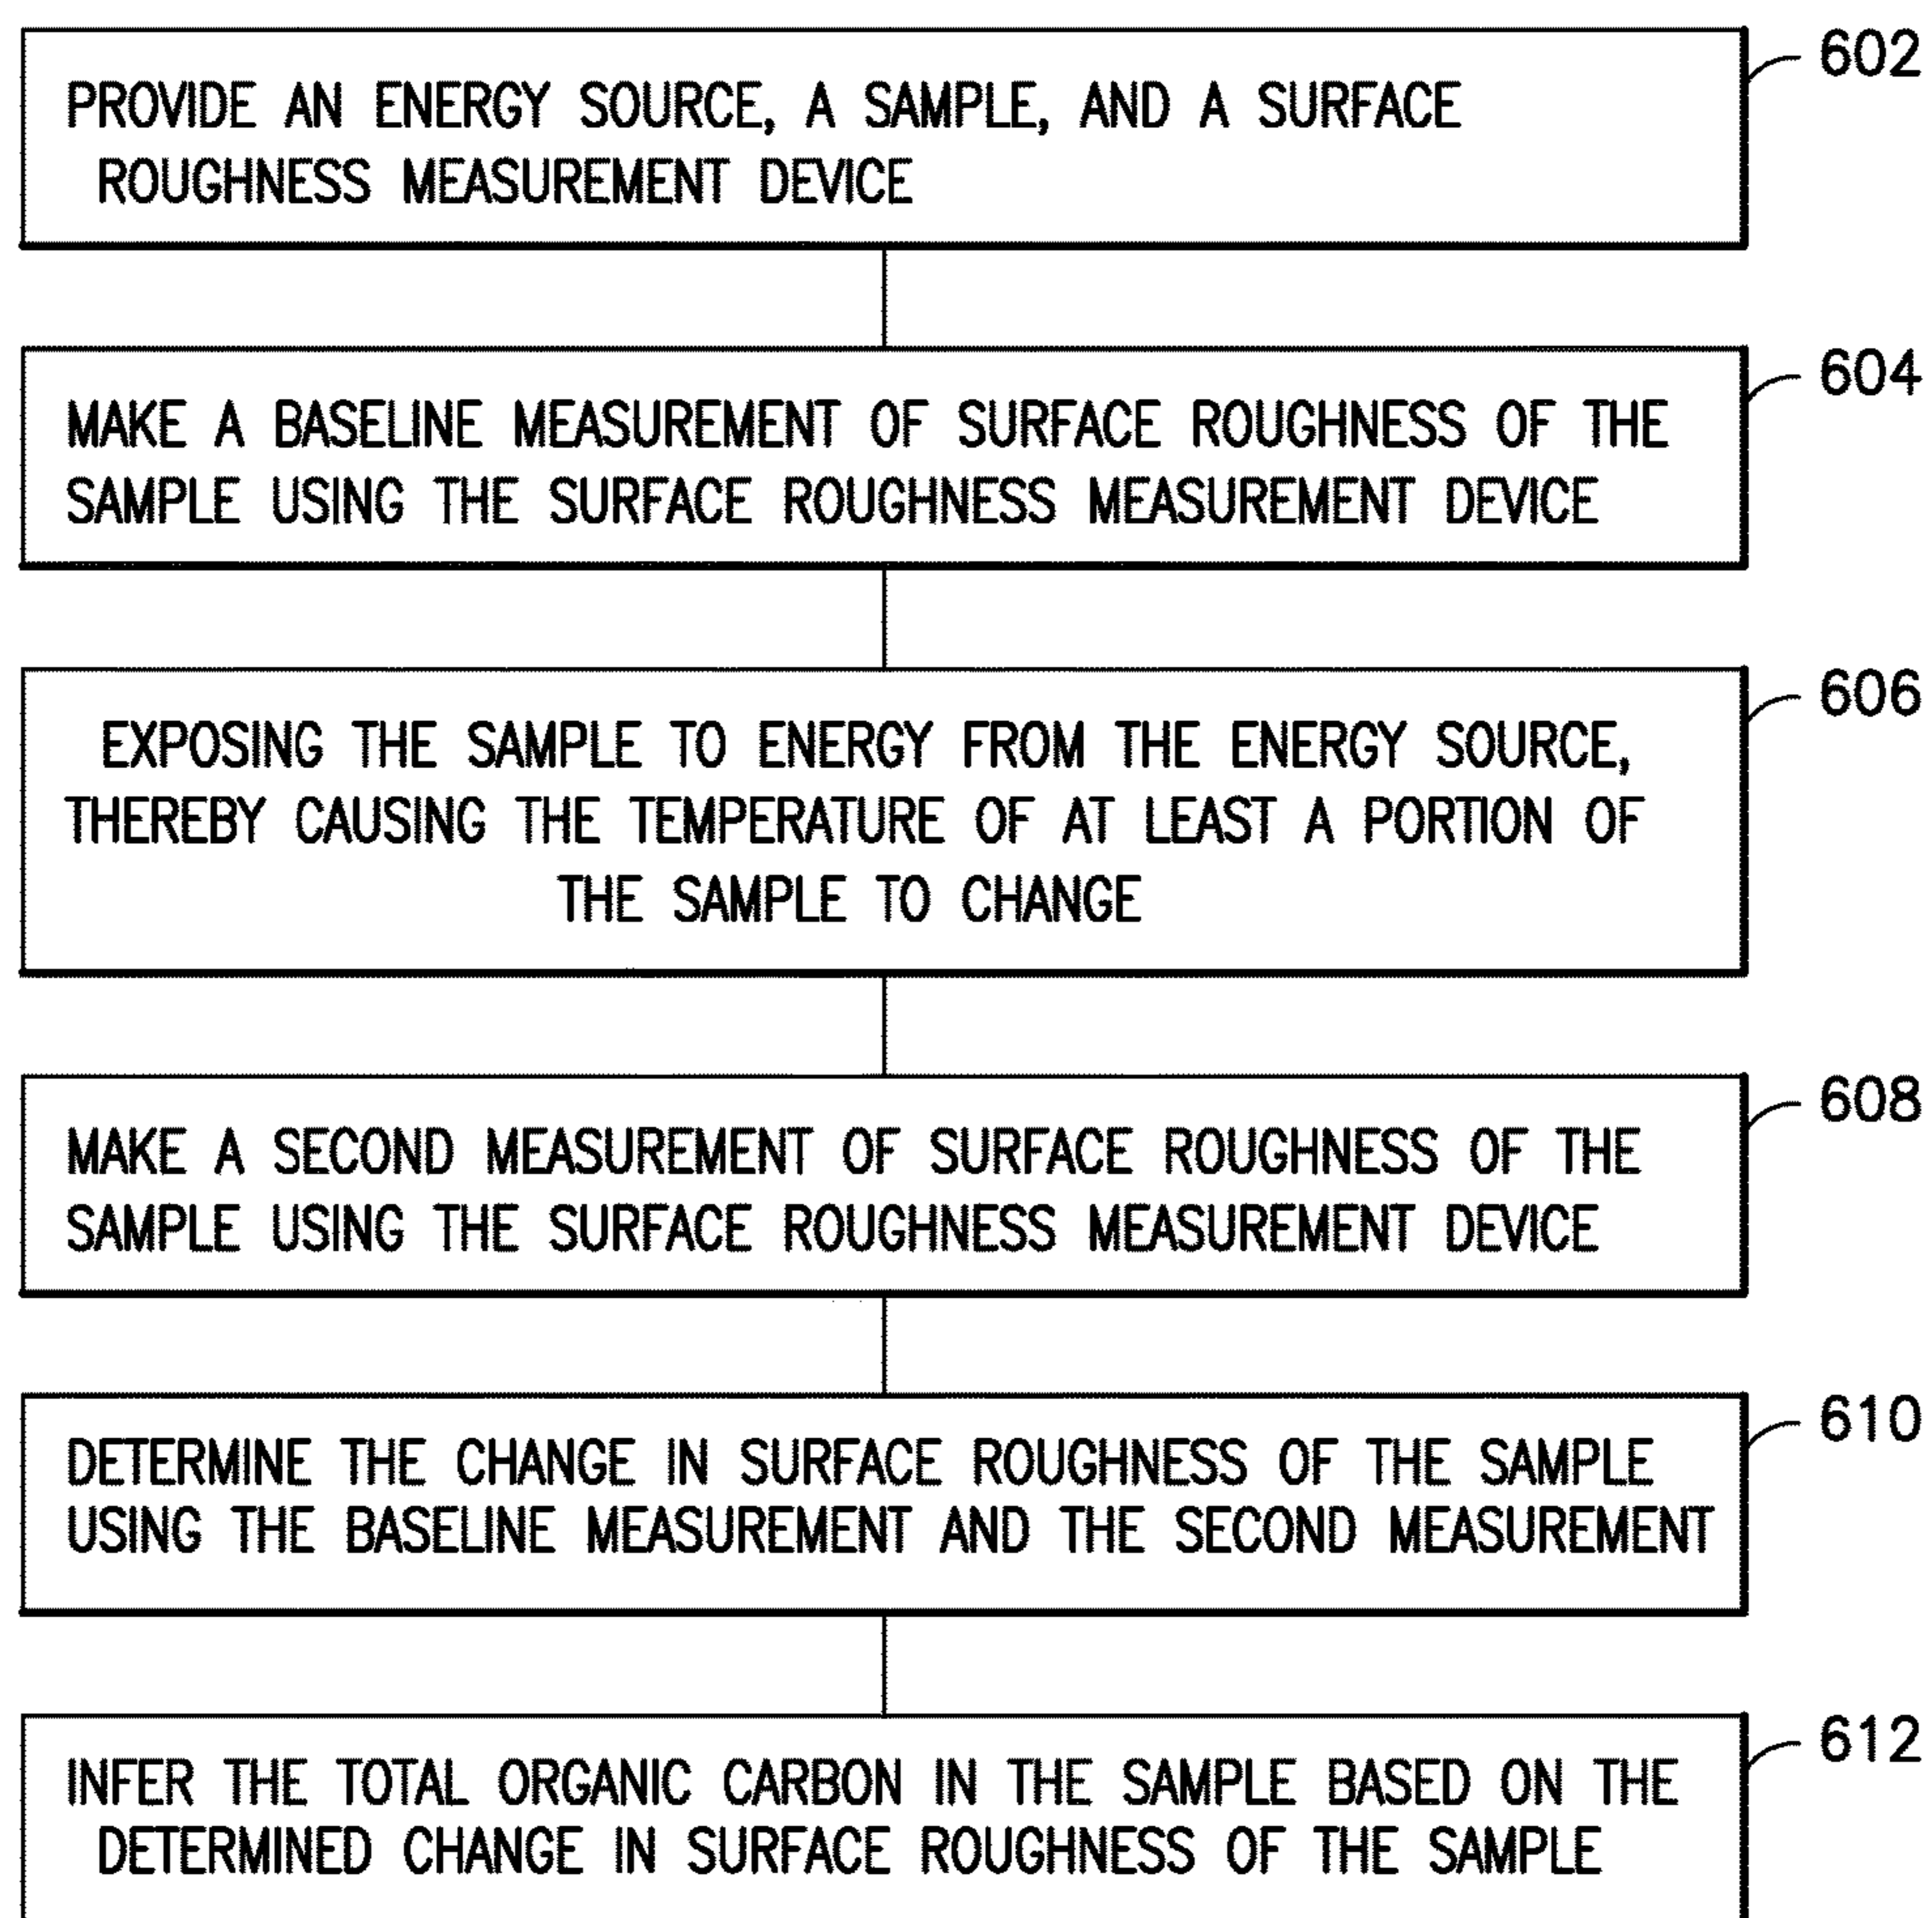 602
PROVIDE AN ENERGY SOURCE, A SAMPLE, AND A SURFACE
ROUGHNESS MEASUREMENT DEVICE
604
MAKE A BASELINE MEASUREMENT OF SURFACE ROUGHNESS OF THE
SAMPLE USING THE SURFACE ROUGHNESS MEASUREMENT DEVICE
606
EXPOSING THE SAMPLE TO ENERGY FROM THE ENERGY SOURCE,
THEREBY CAUSING THE TEMPERATURE OF AT LEAST A PORTION OF
THE SAMPLE TO CHANGE
608
MAKE A SECOND MEASUREMENT OF SURFACE ROUGHNESS OF THE
SAMPLE USING THE SURFACE ROUGHNESS MEASUREMENT DEVICE
610
DETERMINE THE CHANGE IN SURFACE ROUGHNESS OF THE SAMPLE
USING THE BASELINE MEASUREMENT AND THE SECOND MEASUREMENT
612
INFER THE TOTAL ORGANIC CARBON IN THE SAMPLE BASED ON THE
DETERMINED CHANGE IN SURFACE ROUGHNESS OF THE SAMPLE